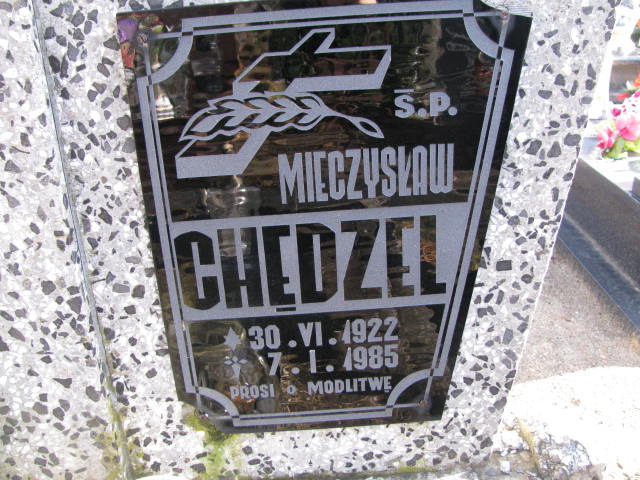 Ś.P.
MIECZYSŁAW
CHĘDZEL
30.VI.1922
7.I.1985
PROSI O MODLITWĘ